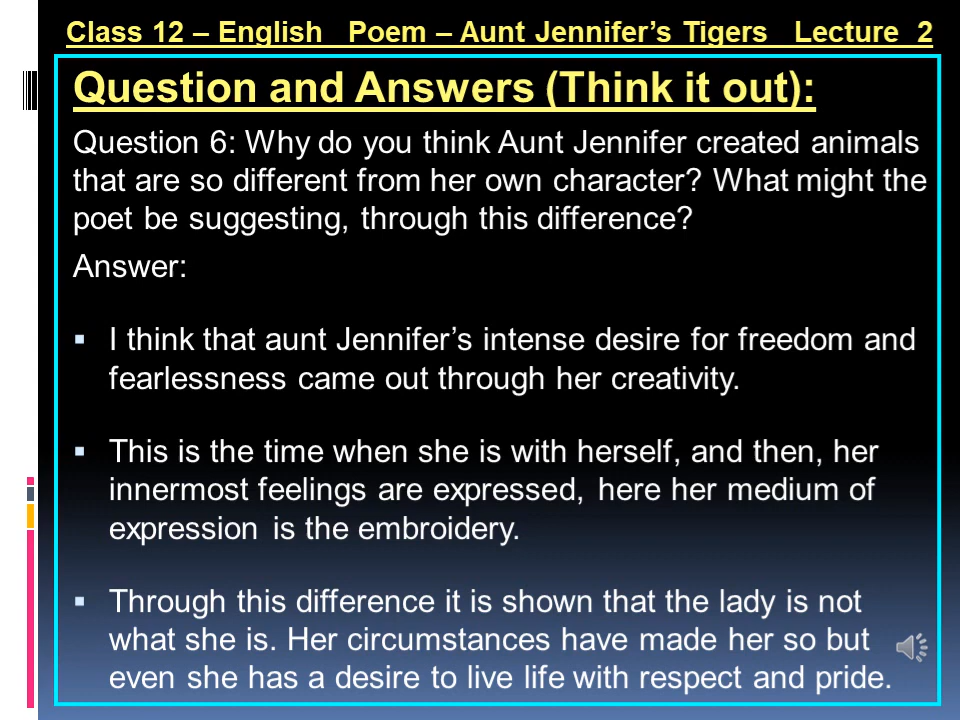 Class 12 – English Poem – Aunt Jennifer’s Tigers Lecture 2
Question and Answers (Think it out):
Question 6: Why do you think Aunt Jennifer created animals
that are so different from her own character? What might the
poet be suggesting, through this difference?
Answer:
▪ I think that aunt Jennifer’s intense desire for freedom and
fearlessness came out through her creativity.
▪ This is the time when she is with herself, and then, her
innermost feelings are expressed, here her medium of
expression is the embroidery.
▪ Through this difference it is shown that the lady is not
what she is. Her circumstances have made her so but
even she has a desire to live life with respect and pride.